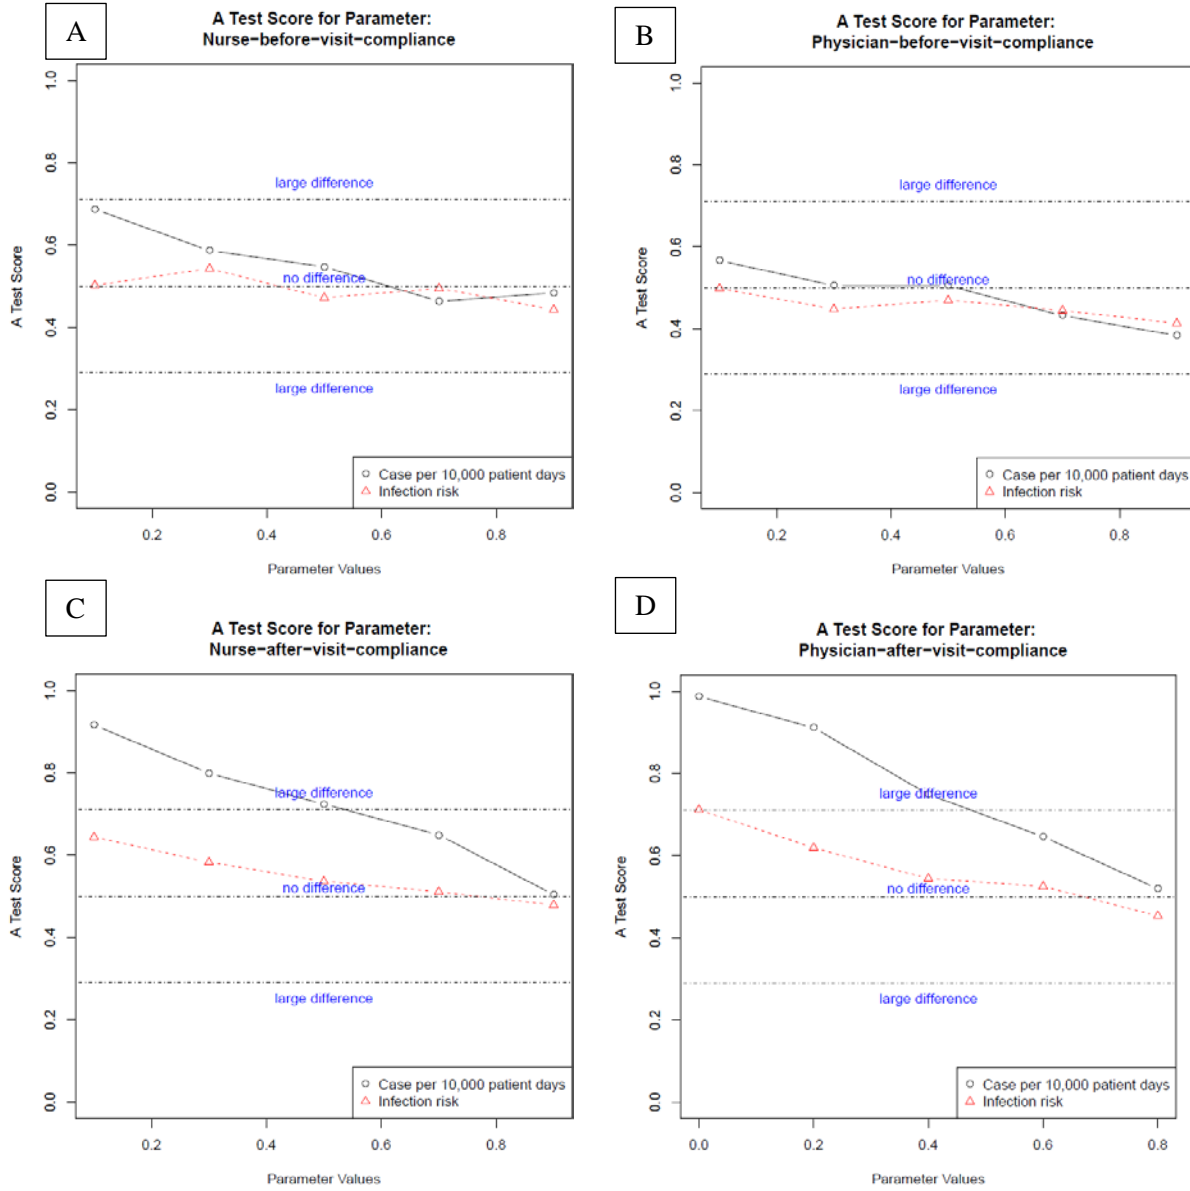 A
A Test Score for Parameter:
Nurse−before−visit−compliance
1.0
0.8
0.6
0.4
0.2
0.0
A Test Score
large difference
no difference
large difference
Case per 10,000 patient days
Infection risk
0.2 0.4 0.6 0.8
Parameter Values
B
A Test Score for Parameter:
Physician−before−visit−compliance
1.0
0.8
0.6
0.4
0.2
0.0
A Test Score
large difference
no difference
large difference
Case per 10,000 patient days
Infection risk
0.2 0.4 0.6 0.8
Parameter Values
C
A Test Score for Parameter:
Nurse−after−visit−compliance
1.0
0.8
0.6
0.4
0.2
0.0
A Test Score
large difference
no difference
large difference
Case per 10,000 patient days
Infection risk
0.2 0.4 0.6 0.8
Parameter Values
D
A Test Score for Parameter:
Physician−after−visit−compliance
1.0
0.8
0.6
0.4
0.2
0.0
A Test Score
large difference
no difference
large difference
Case per 10,000 patient days
Infection risk
0.0 0.2 0.4 0.6 0.8
Parameter Values